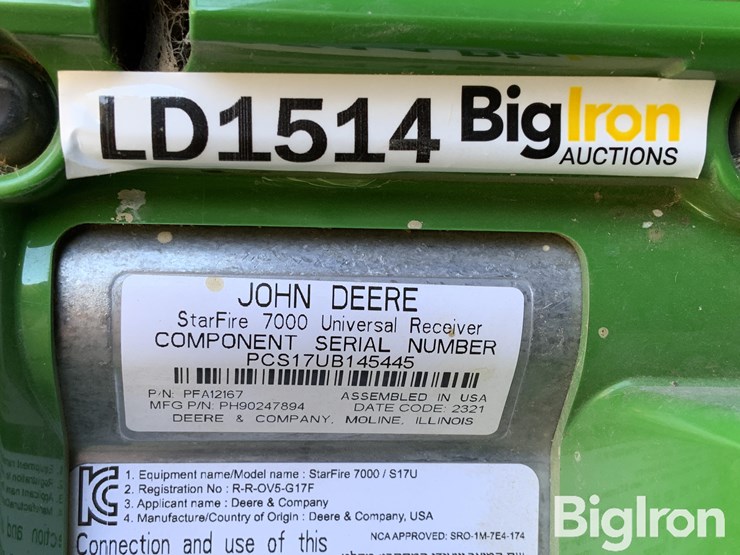 LD1514 BigIron
AUCTIONS
JOHN DEERE
StarFire 7000 Universal Receiver
COMPONENT SERIAL NUMBER
PCS17UB145445
P/N: PFA12167 ASSEMBLED IN USA
MFG P/N: PH90247894 DATE CODE: 2321
DEERE & COMPANY, MOLINE, ILLINOIS
1. Equipment name/Model name : StarFire 7000 / S17U
2. Registration No : R-R-OV5-G17F
3. Applicant name : Deere & Company
4. Manufacture/Country of Origin : Deere & Company, USA
NCA APPROVED: SRO-1M-7E4-174
Connection and use of this
BigIron